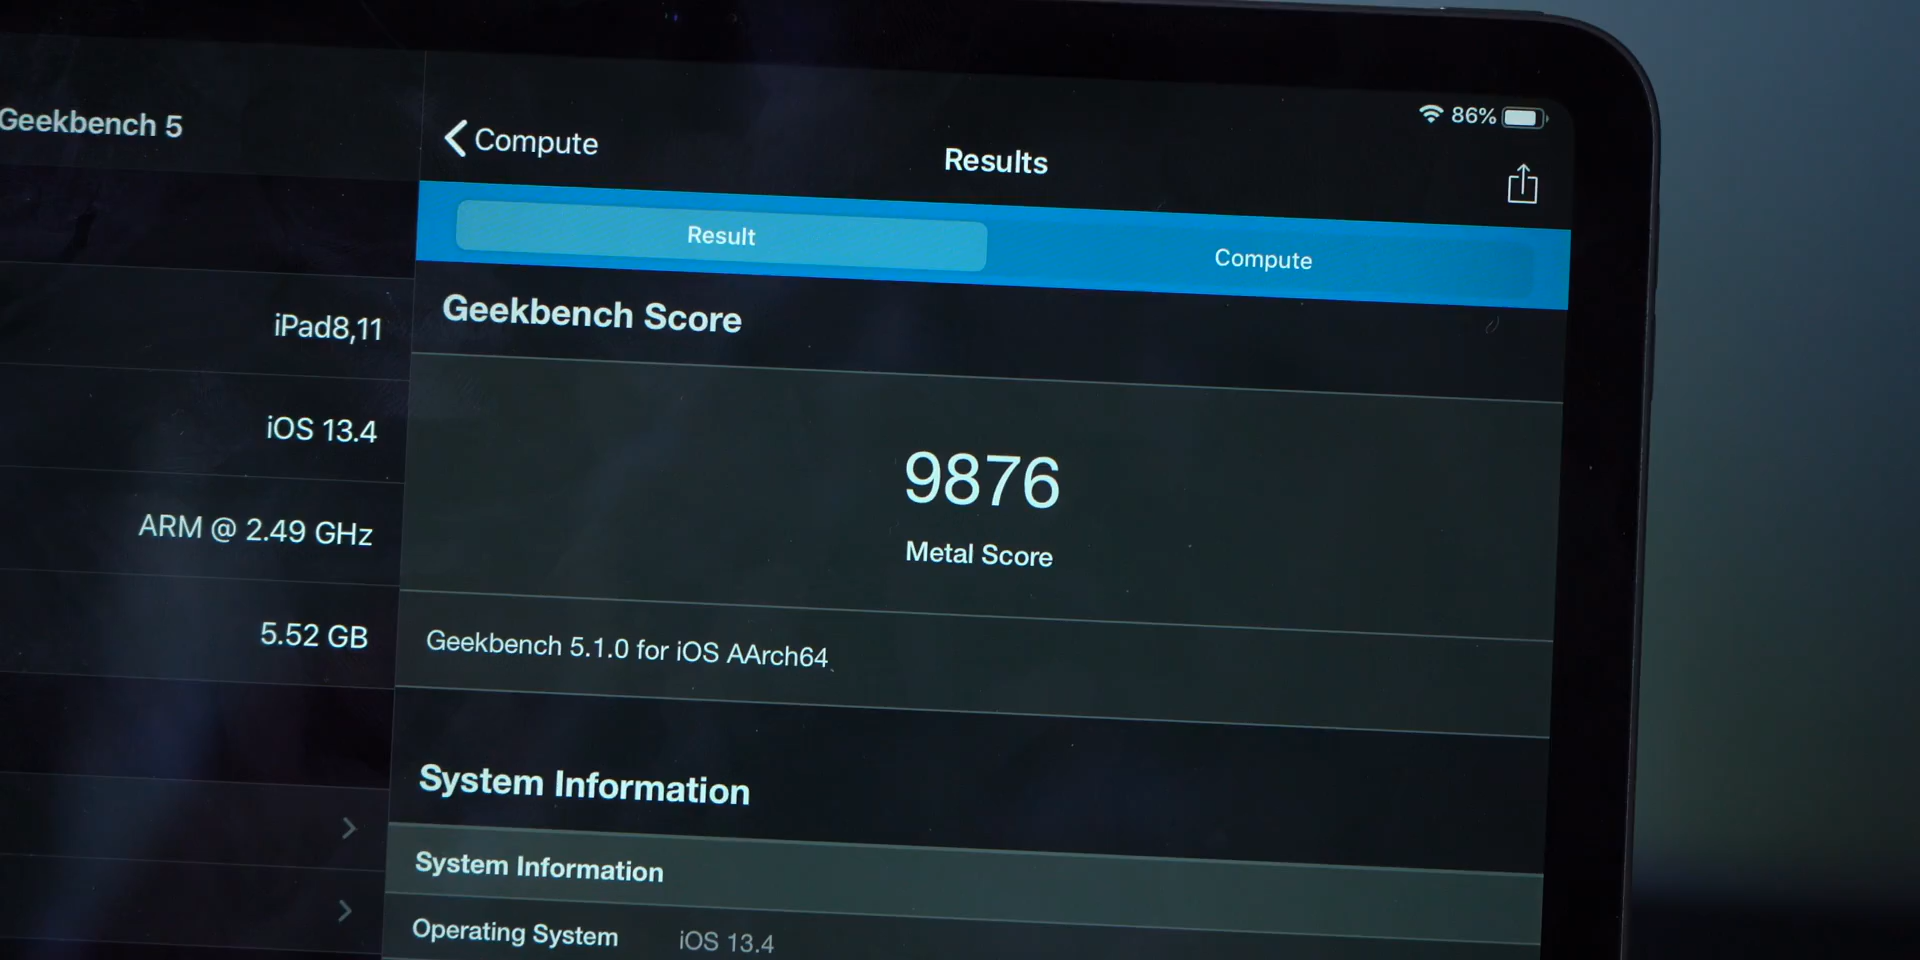 86%
Geekbench 5
Compute
Results
Result
Compute
iPad8,11
iOS 13.4
ARM @ 2.49 GHz
5.52 GB
Geekbench Score
9876
Metal Score
Geekbench 5.1.0 for iOS AArch64
System Information
System Information
Operating System iOS 13.4